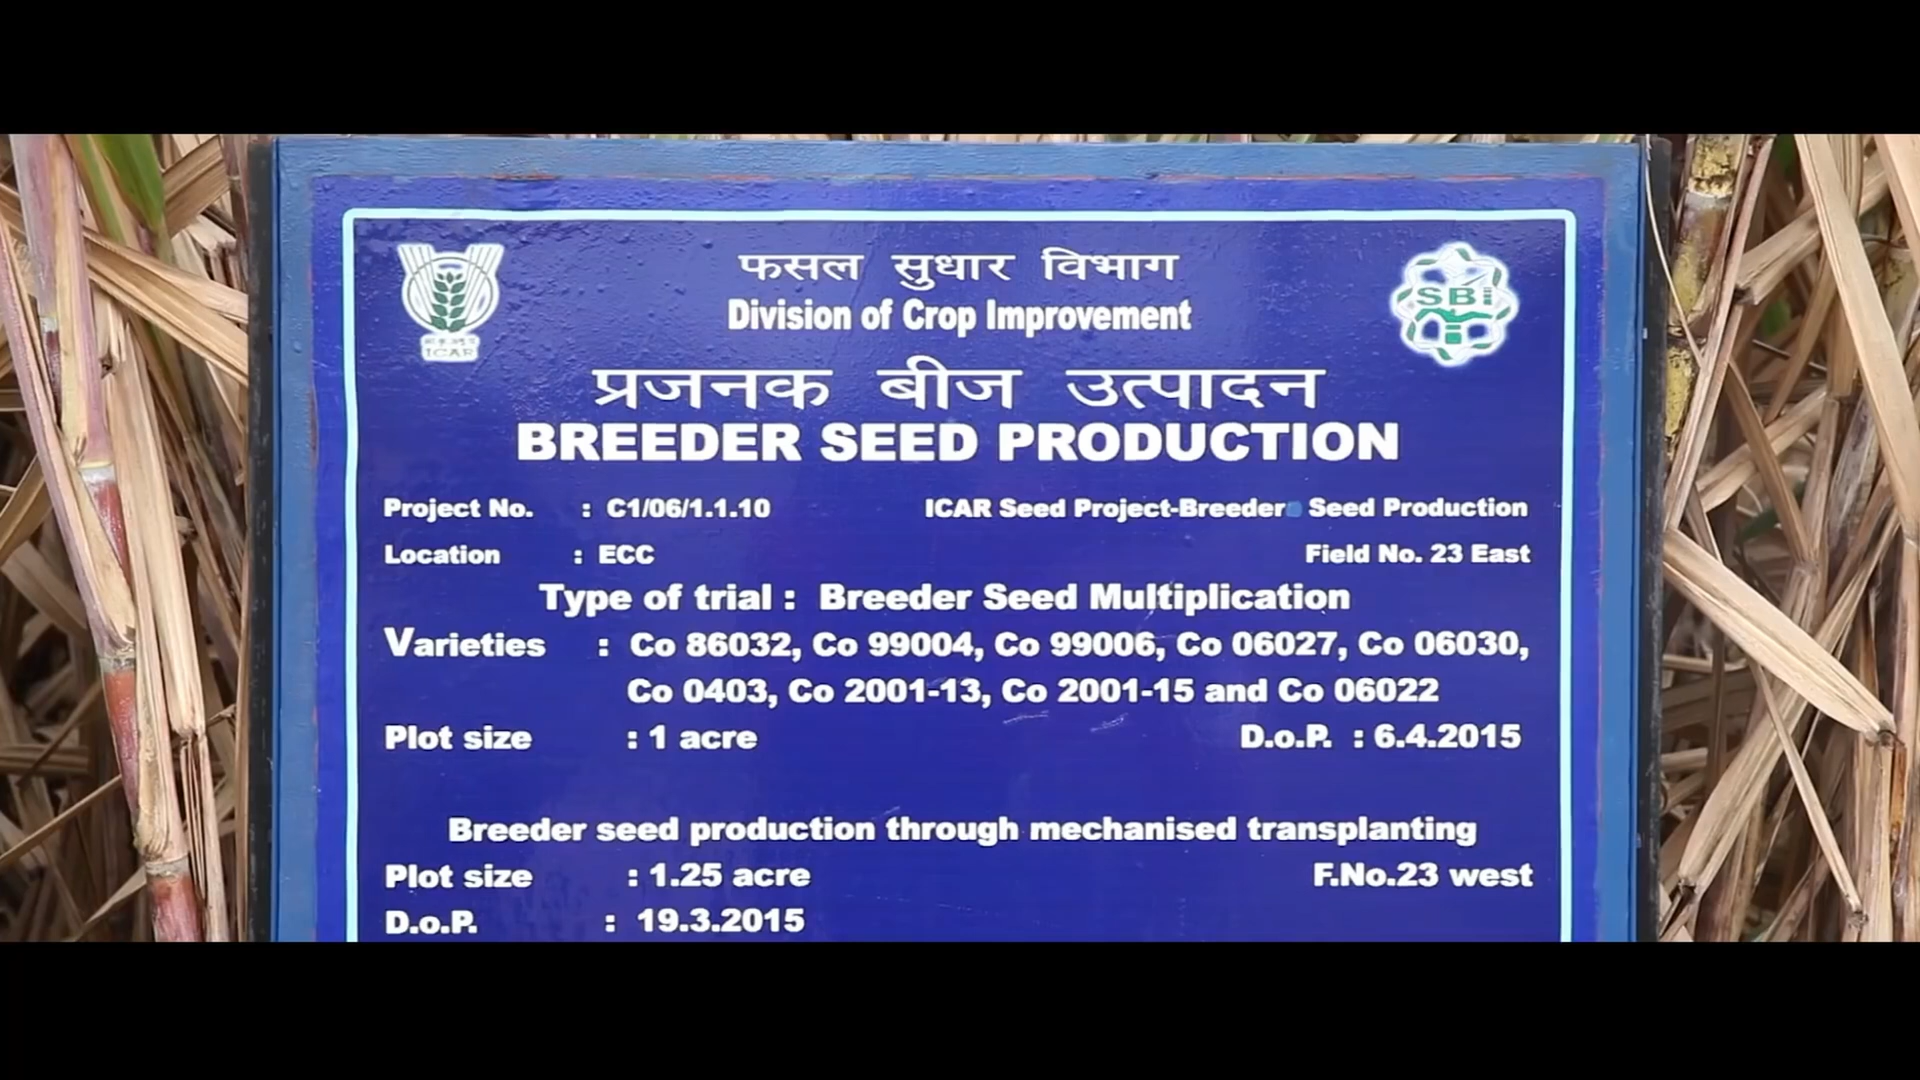 फसल सुधार विभाग
Division of Crop Improvement
ICAR
SBi
प्रजनक बीज उत्पादन
BREEDER SEED PRODUCTION
Project No. : C1/06/1.1.10 ICAR Seed Project-Breeder Seed Production
Location : ECC Field No. 23 East
Type of trial : Breeder Seed Multiplication
Varieties : Co 86032, Co 99004, Co 99006, Co 06027, Co 06030,
Co 0403, Co 2001-13, Co 2001-15 and Co 06022
Plot size : 1 acre D.o.P. : 6.4.2015
Breeder seed production through mechanised transplanting
Plot size : 1.25 acre F.No.23 west
D.o.P. : 19.3.2015